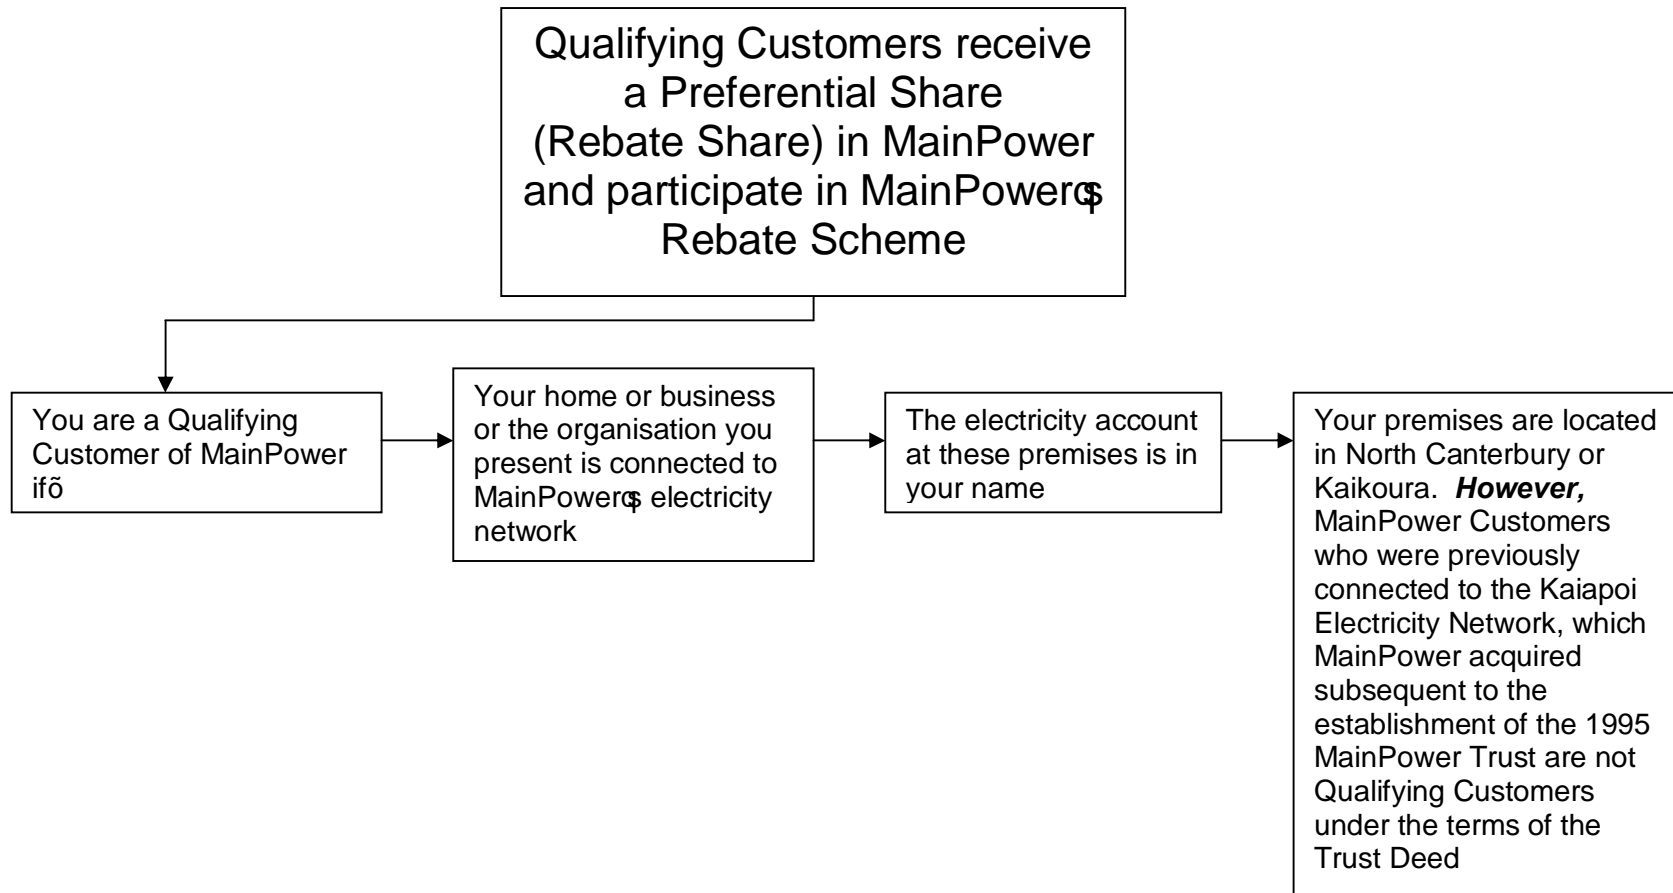 Qualifying Customers receive
a Preferential Share
(Rebate Share) in MainPower
and participate in MainPowerqs
Rebate Scheme
You are a Qualifying
Customer of MainPower
ifõ
Your home or business
or the organisation you
present is connected to
MainPowerqs electricity
network
The electricity account
at these premises is in
your name
Your premises are located
in North Canterbury or
Kaikoura. However,
MainPower Customers
who were previously
connected to the Kaiapoi
Electricity Network, which
MainPower acquired
subsequent to the
establishment of the 1995
MainPower Trust are not
Qualifying Customers
under the terms of the
Trust Deed